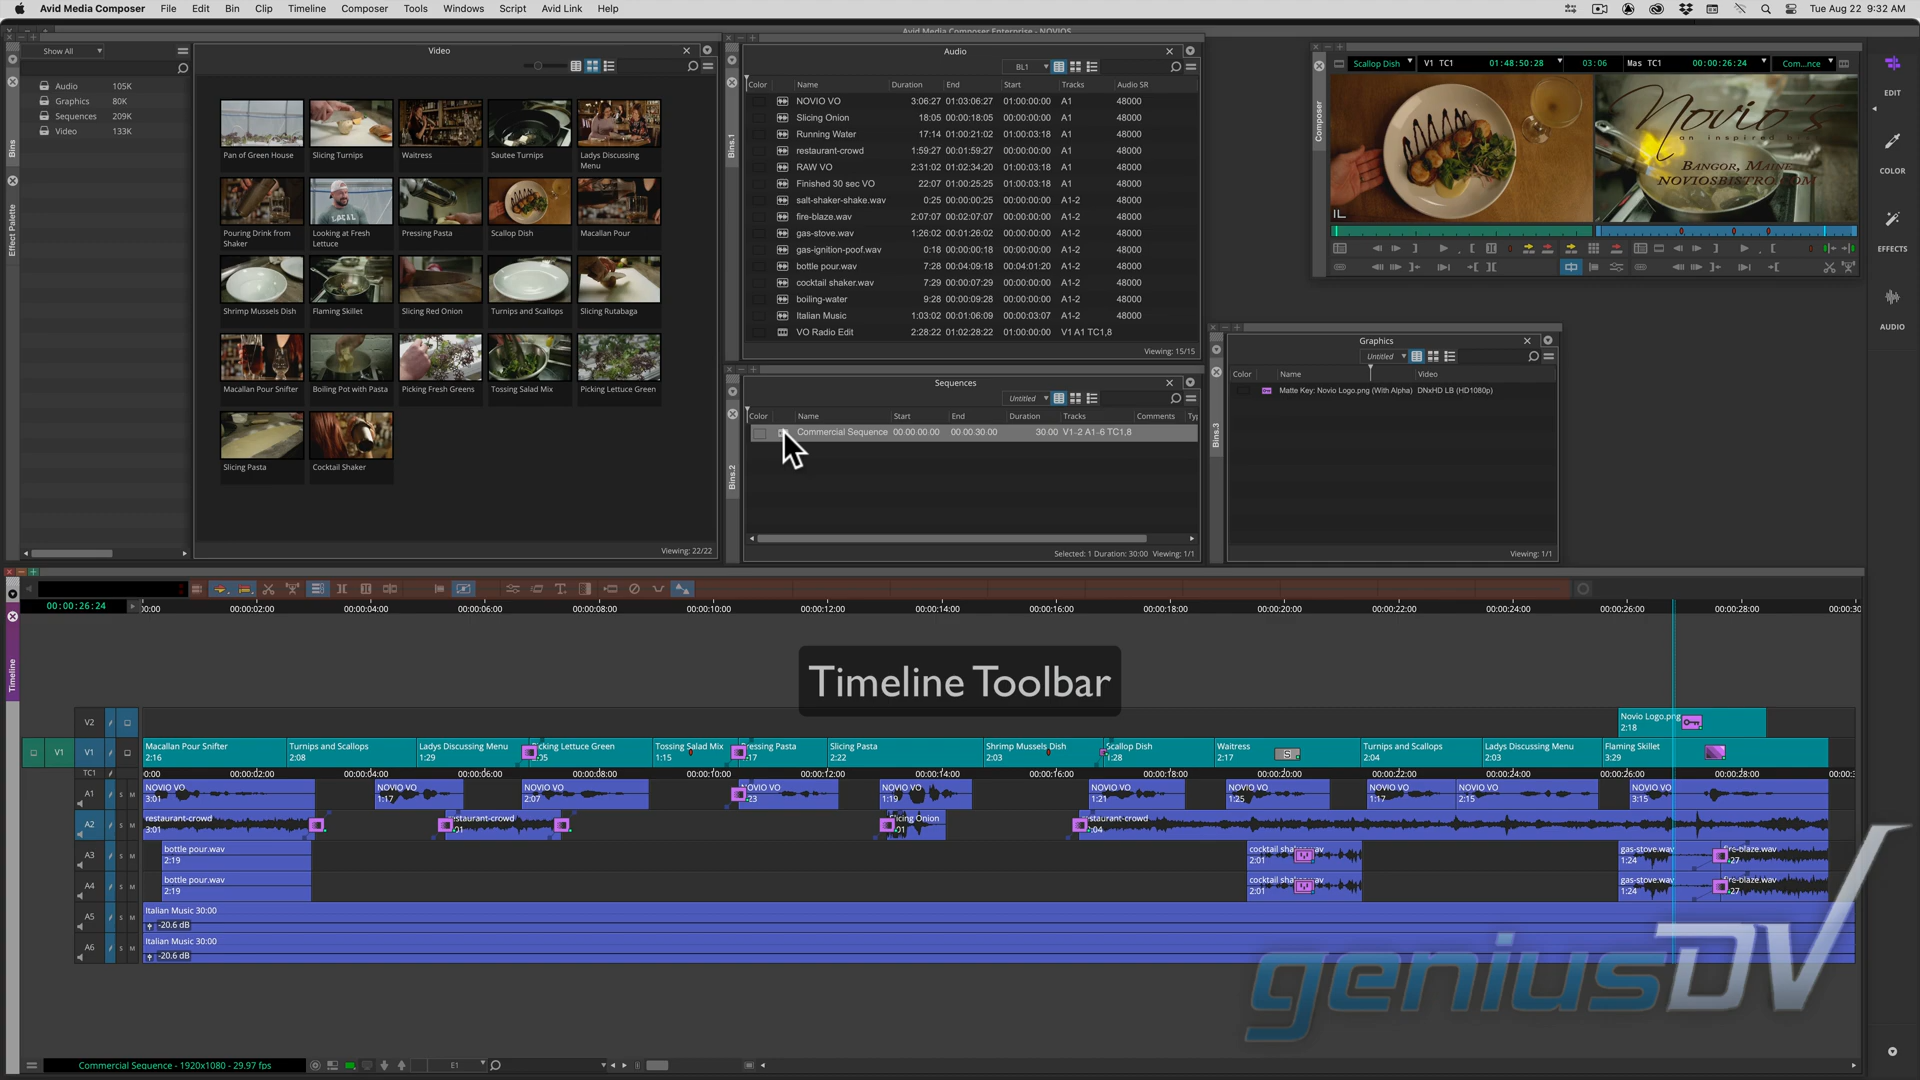 Avid Media Composer File Edit Bin Clip Timeline Composer Tools Windows Script Avid Link Help Tue Aug 22 9:32 AM
Avid Media Composer Enterprise - NOVIOS
Show All
Audio 105K
Graphics 80K
Sequences 209K
Video 133K
Bins
Effect Palette
Video
Pan of Green House
Slicing Turnips
Waitress
Sautee Turnips
Ladys Discussing Menu
Pouring Drink from Shaker
Looking at Fresh Lettuce
Pressing Pasta
Scallop Dish
Macallan Pour
Shrimp Mussels Dish
Flaming Skillet
Slicing Red Onion
Turnips and Scallops
Slicing Rutabaga
Macallan Pour Snifter
Boiling Pot with Pasta
Picking Fresh Greens
Tossing Salad Mix
Picking Lettuce Green
Slicing Pasta
Cocktail Shaker
Viewing: 22/22
Bins.1
Audio
BL1
Color Name Duration End Start Tracks Audio SR
NOVIO VO 3:06:27 01:03:06:27 01:00:00:00 A1 48000
Slicing Onion 18:05 00:00:18:05 00:00:00:00 A1 48000
Running Water 17:14 01:00:21:02 01:00:03:18 A1 48000
restaurant-crowd 1:59:27 00:01:59:27 00:00:00:00 A1 48000
RAW VO 2:31:02 01:02:34:20 01:00:03:18 A1 48000
Finished 30 sec VO 22:07 01:00:25:25 01:00:03:18 A1 48000
salt-shaker-shake.wav 0:25 00:00:00:25 00:00:00:00 A1-2 48000
fire-blaze.wav 2:07:07 00:02:07:07 00:00:00:00 A1-2 48000
gas-stove.wav 1:26:02 00:01:26:02 00:00:00:00 A1-2 48000
gas-ignition-poof.wav 0:18 00:00:00:18 00:00:00:00 A1-2 48000
bottle pour.wav 7:28 00:04:09:18 00:04:01:20 A1-2 48000
cocktail shaker.wav 7:29 00:00:07:29 00:00:00:00 A1-2 48000
boiling-water 9:28 00:00:09:28 00:00:00:00 A1-2 48000
Italian Music 1:03:02 00:01:06:09 00:00:03:07 A1-2 48000
VO Radio Edit 2:28:22 01:02:28:22 01:00:00:00 V1 A1 TC1,8
Viewing: 15/15
Bins.2
Sequences
Untitled
Color Name Start End Duration Tracks Comments Ty
Commercial Sequence 00:00:00:00 00:00:30:00 30:00 V1-2 A1-6 TC1,8
Selected: 1 Duration: 30:00 Viewing: 1/1
Composer
Scallop Dish V1 TC1 01:48:50:28 03:06 Mas TC1 00:00:26:24 Com...nce
Novio's
an inspired bi
BANGOR, MAINE
NOVIOSBISTRO.COM
EDIT
COLOR
EFFECTS
AUDIO
Bins.3
Graphics
Untitled
Color Name Video
Matte Key: Novio Logo.png (With Alpha) DNxHD LB (HD1080p)
Viewing: 1/1
Timeline
00:00:26:24 00:00 00:00:02:00 00:00:04:00 00:00:06:00 00:00:08:00 00:00:10:00 00:00:12:00 00:00:14:00 00:00:16:00 00:00:18:00 00:00:20:00 00:00:22:00 00:00:24:00 00:00:26:00 00:00:28:00 00:00:30
Timeline Toolbar
V2 Novio Logo.png
2:18
V1 V1 Macallan Pour Snifter Turnips and Scallops Ladys Discussing Menu Picking Lettuce Green Tossing Salad Mix Pressing Pasta Slicing Pasta Shrimp Mussels Dish Scallop Dish Waitress S Turnips and Scallops Ladys Discussing Menu Flaming Skillet
2:16 2:08 1:29 :05 1:15 :17 2:22 2:03 1:28 2:17 2:04 2:03 3:29
TC1 0:00 00:00:02:00 00:00:04:00 00:00:06:00 00:00:08:00 00:00:10:00 00:00:12:00 00:00:14:00 00:00:16:00 00:00:18:00 00:00:20:00 00:00:22:00 00:00:24:00 00:00:26:00 00:00:28:00 00:00:3
A1 S M NOVIO VO NOVIO VO NOVIO VO NOVIO VO NOVIO VO NOVIO VO NOVIO VO NOVIO VO NOVIO VO NOVIO VO
3:01 1:17 2:07 :23 1:19 1:21 1:25 1:17 2:15 3:15
A2 S M restaurant-crowd restaurant-crowd Slicing Onion restaurant-crowd
3:01 :01 :01 :04
A3 S M bottle pour.wav cocktail shaker.wav gas-stove.wav fire-blaze.wav
2:19 2:01 1:24 :27
A4 S M bottle pour.wav cocktail shaker.wav gas-stove.wav fire-blaze.wav
2:19 2:01 1:24 :27
A5 S M Italian Music 30:00
-20.6 dB
A6 S M Italian Music 30:00
-20.6 dB
geniusDV
Commercial Sequence - 1920x1080 - 29.97 fps E1